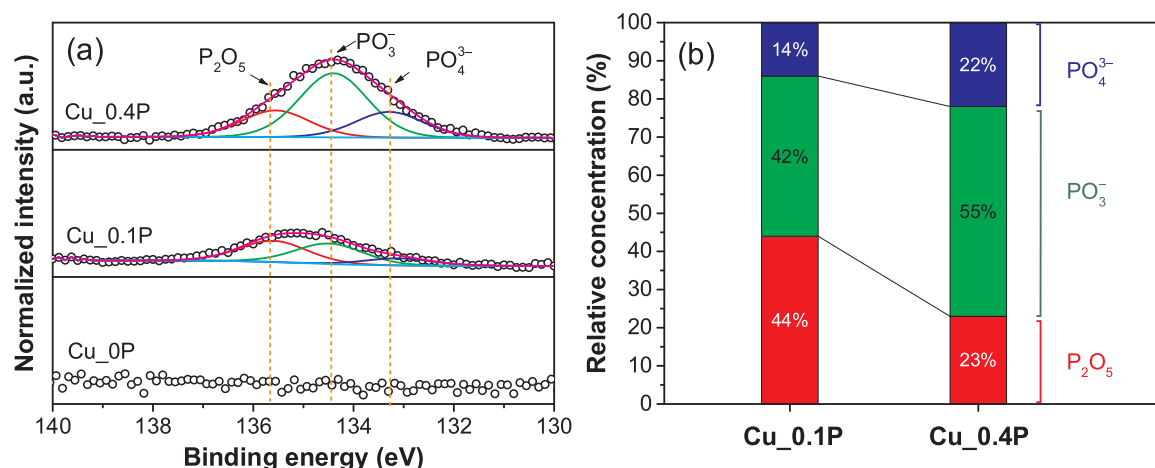 (a)
P₂O₅
PO₃⁻
PO₄³⁻
Cu_0.4P
Cu_0.1P
Cu_0P
Normalized intensity (a.u.)
140 138 136 134 132 130
Binding energy (eV)
(b)
100
90
80
70
60
50
40
30
20
10
0
Relative concentration (%)
14%
42%
44%
22%
55%
23%
PO₄³⁻
PO₃⁻
P₂O₅
Cu_0.1P Cu_0.4P